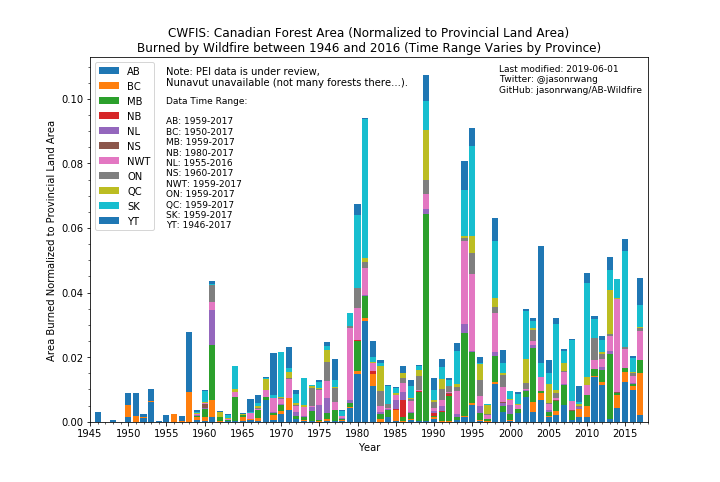 CWFIS: Canadian Forest Area (Normalized to Provincial Land Area)
Burned by Wildfire between 1946 and 2016 (Time Range Varies by Province)
AB
BC
MB
NB
NL
NS
NWT
ON
QC
SK
YT
Note: PEI data is under review,
Nunavut unavailable (not many forests there...).
Data Time Range:
AB: 1959-2017
BC: 1950-2017
MB: 1959-2017
NB: 1980-2017
NL: 1955-2016
NS: 1960-2017
NWT: 1959-2017
ON: 1959-2017
QC: 1959-2017
SK: 1959-2017
YT: 1946-2017
Last modified: 2019-06-01
Twitter: @jasonrwang
GitHub: jasonrwang/AB-Wildfire
Area Burned Normalized to Provincial Land Area
0.10
0.08
0.06
0.04
0.02
0.00
1945 1950 1955 1960 1965 1970 1975 1980 1985 1990 1995 2000 2005 2010 2015
Year